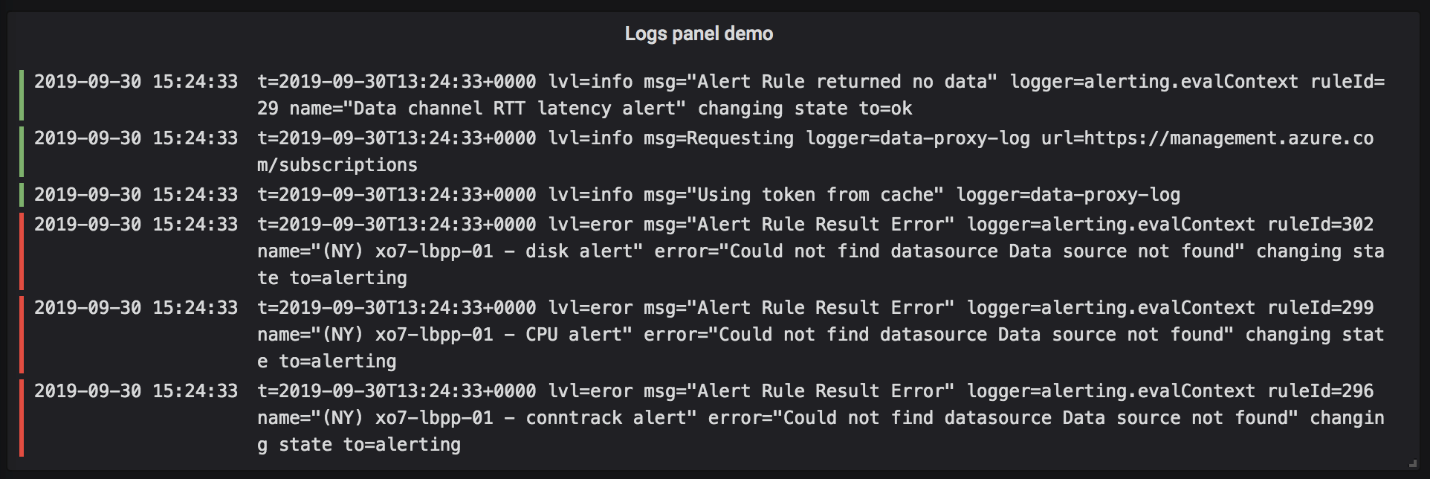 Logs panel demo
2019-09-30 15:24:33 t=2019-09-30T13:24:33+0000 lvl=info msg="Alert Rule returned no data" logger=alerting.evalContext ruleId=
29 name="Data channel RTT latency alert" changing state to=ok
2019-09-30 15:24:33 t=2019-09-30T13:24:33+0000 lvl=info msg=Requesting logger=data-proxy-log url=https://management.azure.co
m/subscriptions
2019-09-30 15:24:33 t=2019-09-30T13:24:33+0000 lvl=info msg="Using token from cache" logger=data-proxy-log
2019-09-30 15:24:33 t=2019-09-30T13:24:33+0000 lvl=eror msg="Alert Rule Result Error" logger=alerting.evalContext ruleId=302
name="(NY) xo7-lbpp-01 - disk alert" error="Could not find datasource Data source not found" changing sta
te to=alerting
2019-09-30 15:24:33 t=2019-09-30T13:24:33+0000 lvl=eror msg="Alert Rule Result Error" logger=alerting.evalContext ruleId=299
name="(NY) xo7-lbpp-01 - CPU alert" error="Could not find datasource Data source not found" changing stat
e to=alerting
2019-09-30 15:24:33 t=2019-09-30T13:24:33+0000 lvl=eror msg="Alert Rule Result Error" logger=alerting.evalContext ruleId=296
name="(NY) xo7-lbpp-01 - conntrack alert" error="Could not find datasource Data source not found" changin
g state to=alerting